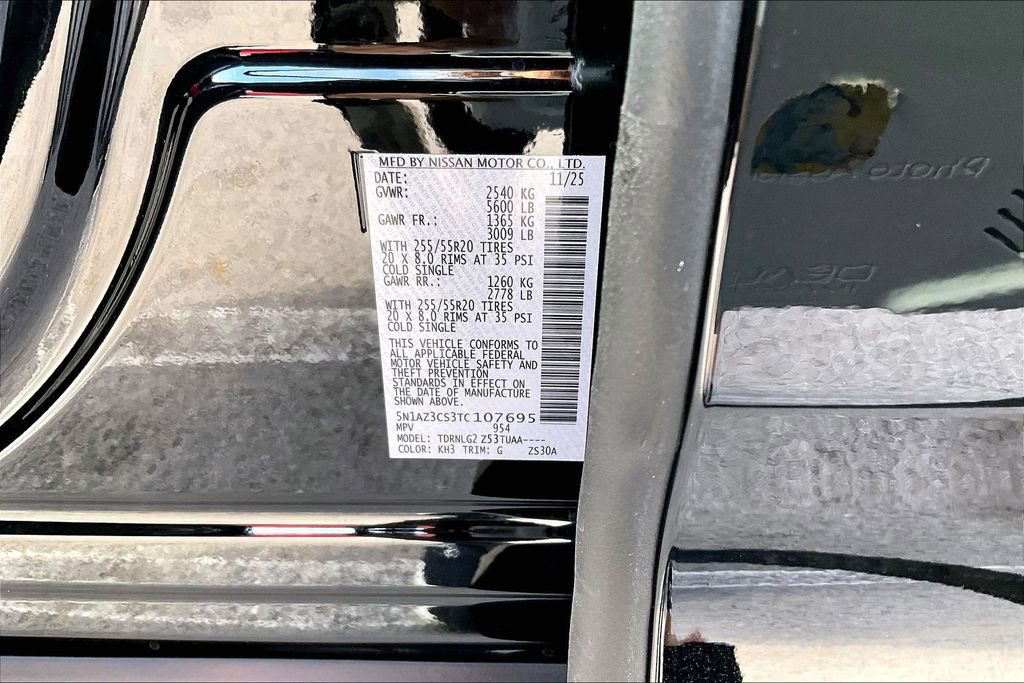 MFD BY NISSAN MOTOR CO., LTD.
DATE: 11/25
GVWR: 2540 KG
5600 LB
GAWR FR.: 1365 KG
3009 LB
WITH 255/55R20 TIRES
20 X 8.0 RIMS AT 35 PSI
COLD SINGLE
GAWR RR.: 1260 KG
2778 LB
WITH 255/55R20 TIRES
20 X 8.0 RIMS AT 35 PSI
COLD SINGLE
THIS VEHICLE CONFORMS TO
ALL APPLICABLE FEDERAL
MOTOR VEHICLE SAFETY AND
THEFT PREVENTION
STANDARDS IN EFFECT ON
THE DATE OF MANUFACTURE
SHOWN ABOVE.
5N1AZ3CS3TC107695
MPV 954
MODEL: TDRNLG2 Z53TUAA----
COLOR: KH3 TRIM: G ZS30A